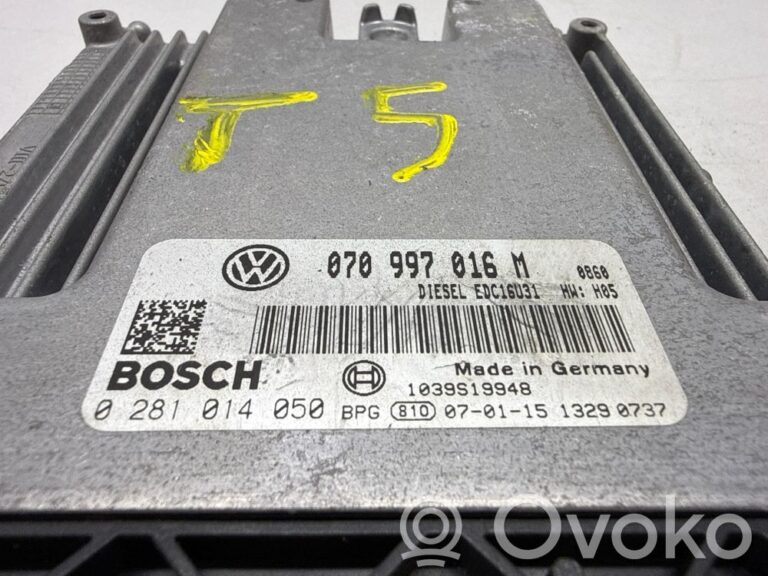 T 5
070 997 016 M 0860
DIESEL EDC16U31 HW: H05
BOSCH
Made in Germany
1039S19948
0 281 014 050 BPG 810 07-01-15 1329 0737
Ovoko